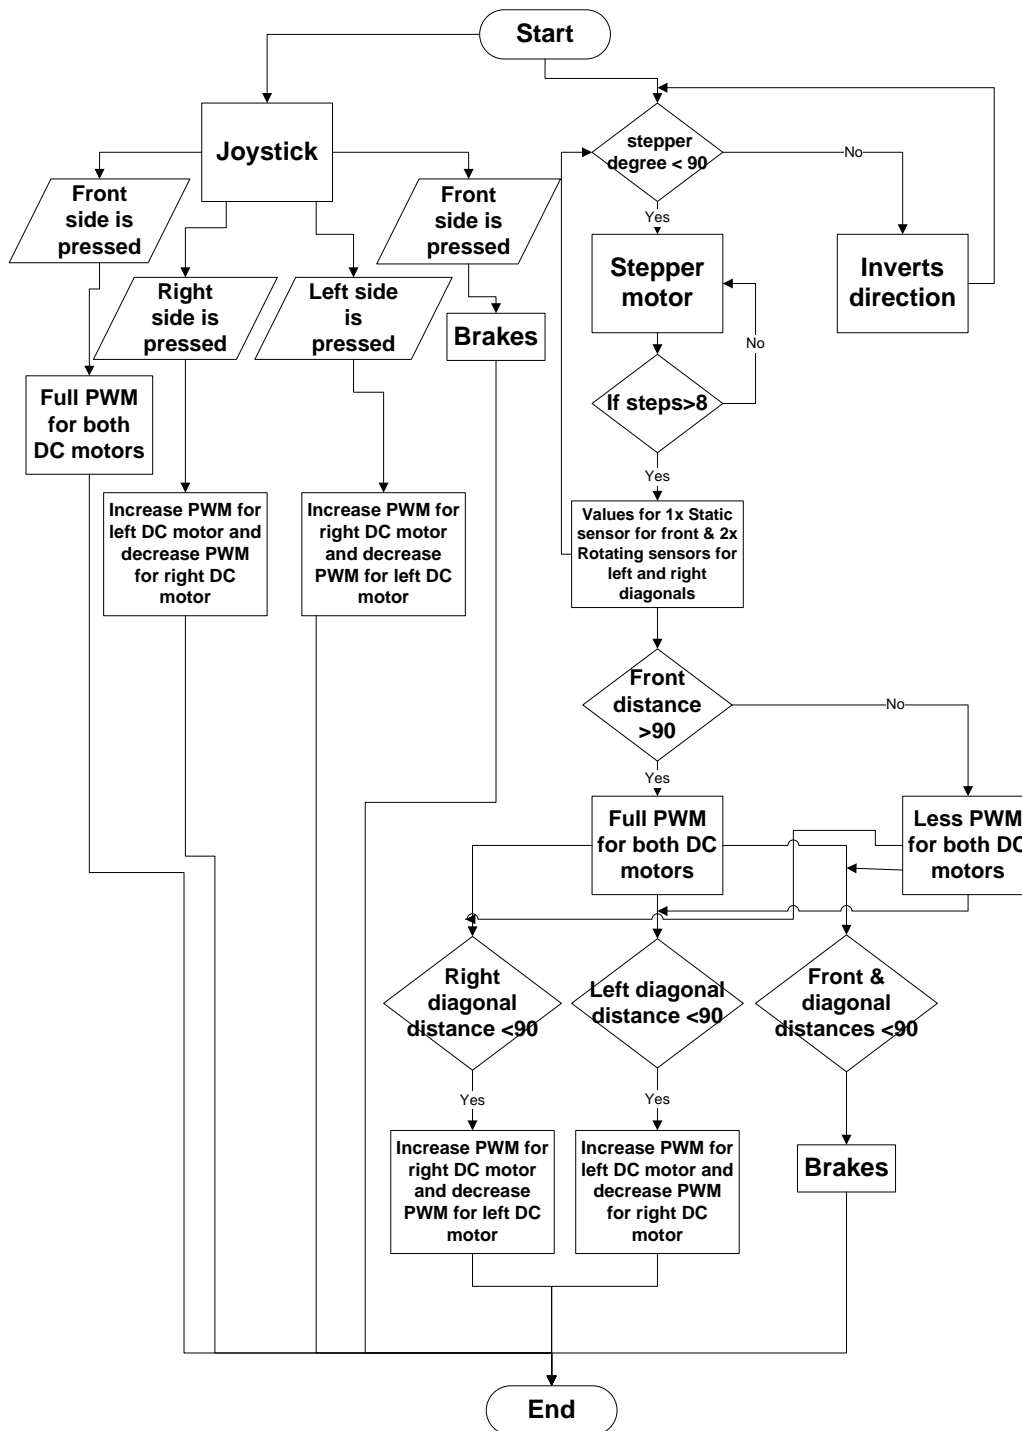 Start
Joystick
Front
side is
pressed
Right
side is
pressed
Left side
is
pressed
Front
side is
pressed
Full PWM
for both
DC motors
Brakes
Increase PWM for
left DC motor and
decrease PWM
for right DC
motor
Increase PWM for
right DC motor
and decrease
PWM for left DC
motor
stepper
degree < 90
No
Yes
Stepper
motor
Inverts
direction
No
If steps>8
Yes
Values for 1x Static
sensor for front & 2x
Rotating sensors for
left and right
diagonals
Front
distance
>90
No
Yes
Full PWM
for both DC
motors
Less PWM
for both DC
motors
Right
diagonal
distance <90
Left diagonal
distance <90
Front &
diagonal
distances <90
Yes
Yes
Increase PWM for
right DC motor
and decrease
PWM for left DC
motor
Increase PWM for
left DC motor and
decrease PWM
for right DC
motor
Brakes
End